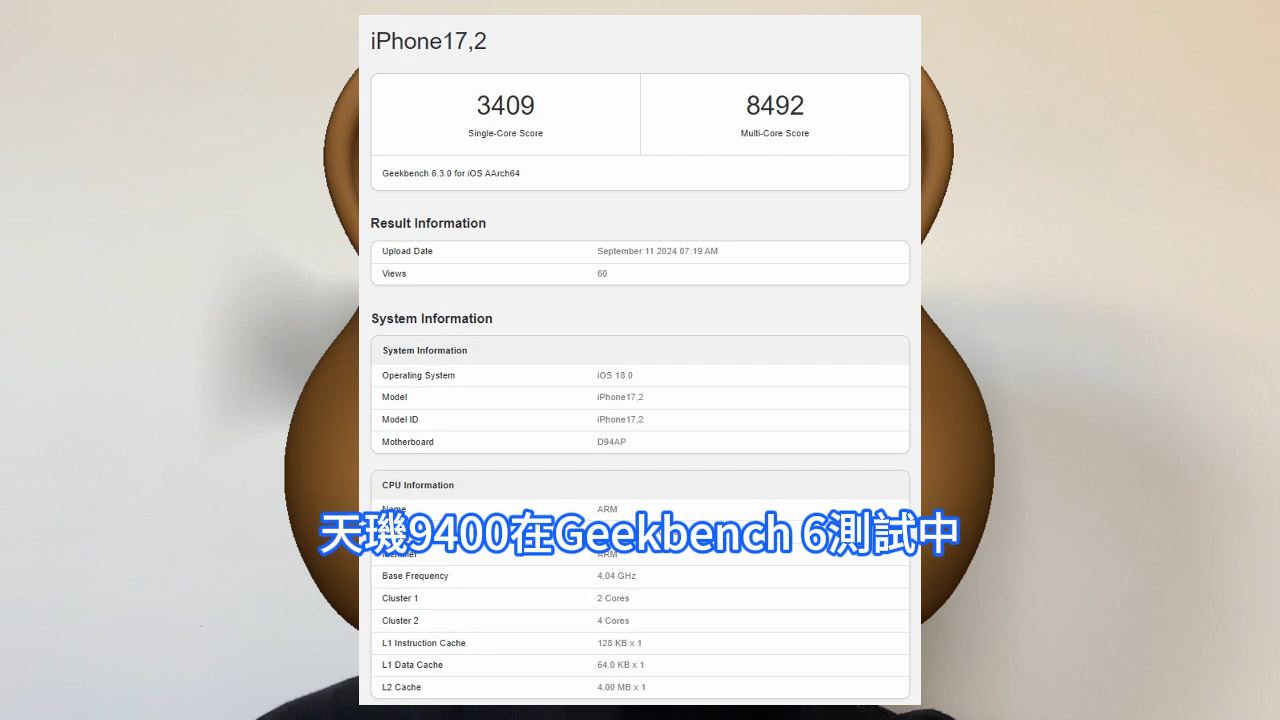 iPhone17,2
3409
8492
Single-Core Score
Multi-Core Score
Geekbench 6.3.0 for iOS AArch64
Result Information
Upload Date September 11 2024 07:19 AM
Views 60
System Information
System Information
Operating System iOS 18.0
Model iPhone17,2
Model ID iPhone17,2
Motherboard D94AP
CPU Information
Name ARM
天璣9400在Geekbench 6測試中
Identifier ARM
Base Frequency 4.04 GHz
Cluster 1 2 Cores
Cluster 2 4 Cores
L1 Instruction Cache 128 KB x 1
L1 Data Cache 64.0 KB x 1
L2 Cache 4.00 MB x 1